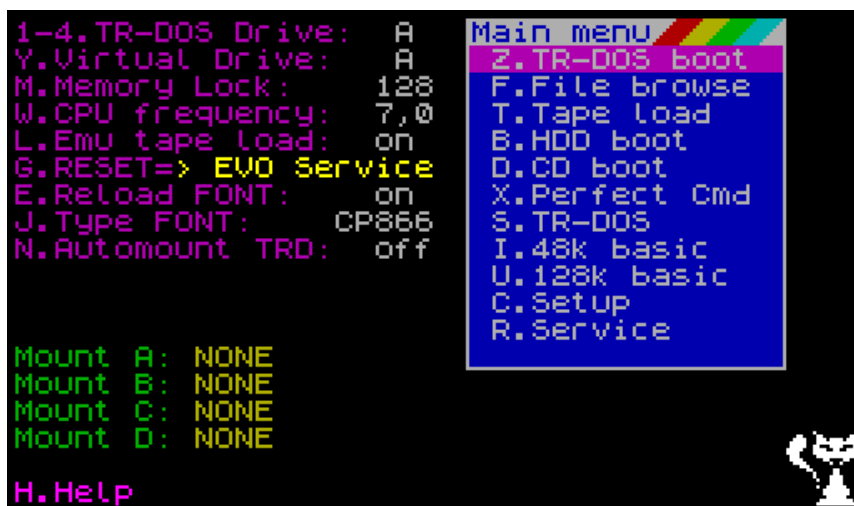 1-4.TR-DOS Drive: A
Y.Virtual Drive: A
M.Memory Lock: 128
W.CPU frequency: 7,0
L.Emu tape load: on
G.RESET=> EVO Service
E.Reload FONT: on
J.Type FONT: CP866
N.Automount TRD: off
Mount A: NONE
Mount B: NONE
Mount C: NONE
Mount D: NONE
H.Help
Main menu
Z.TR-DOS boot
F.File browse
T.Tape load
B.HDD boot
D.CD boot
X.Perfect Cmd
S.TR-DOS
I.48k basic
U.128k basic
C.Setup
R.Service